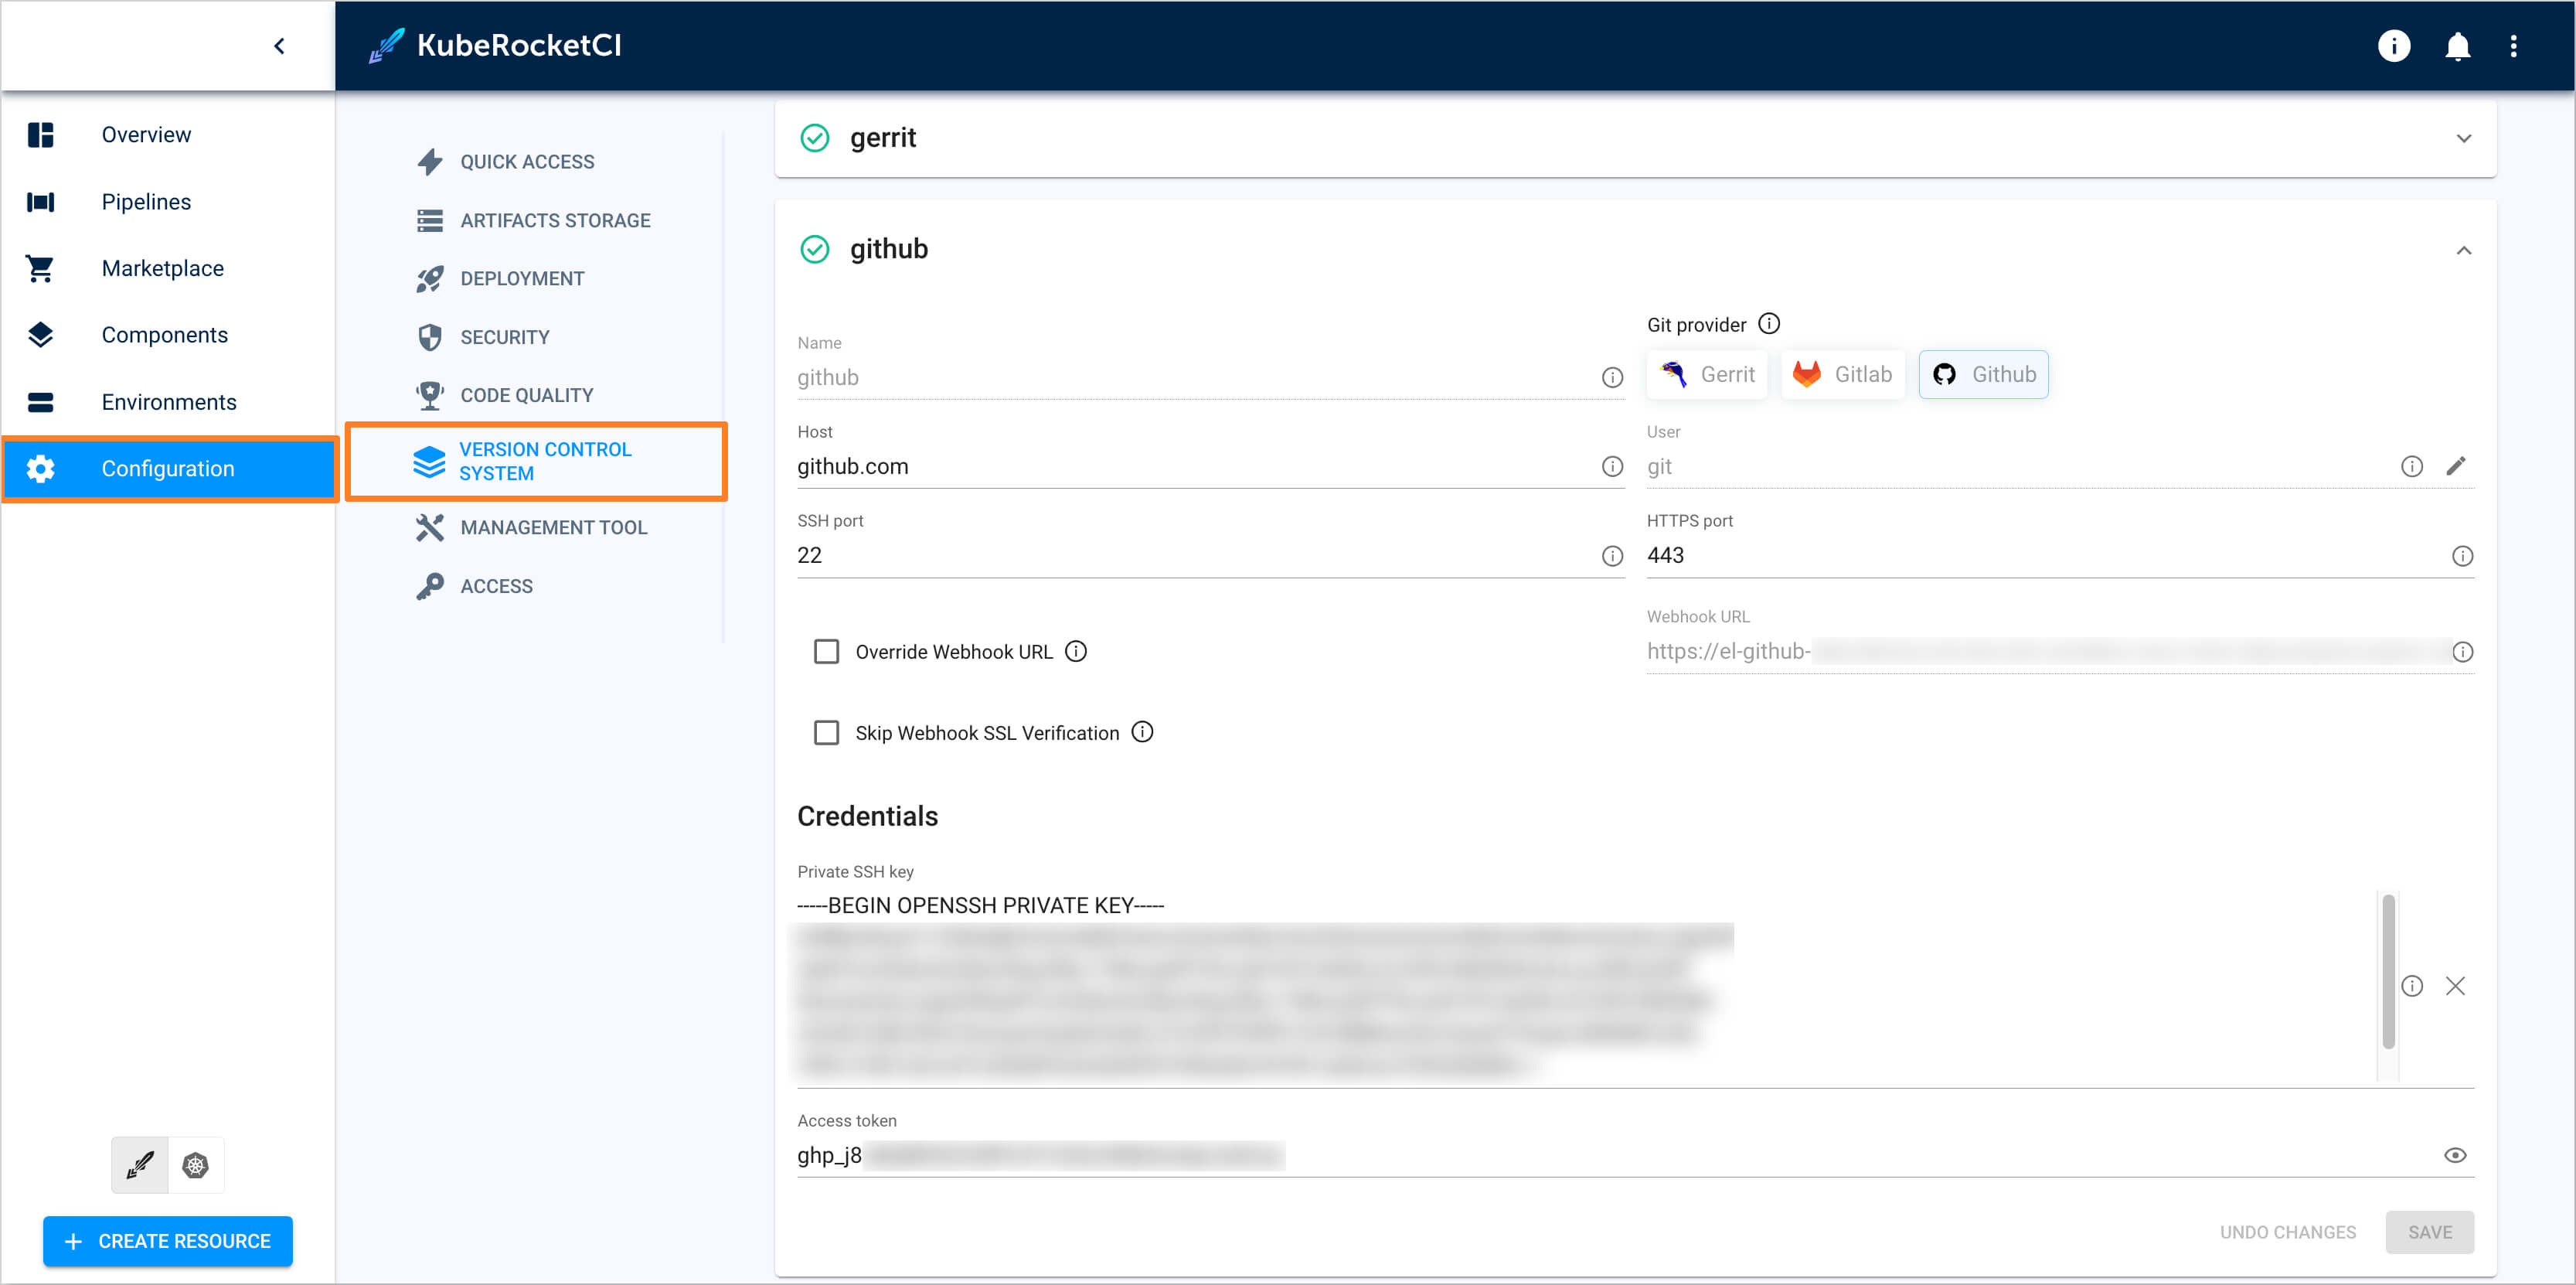 KubeRocketCI
Overview
Pipelines
Marketplace
Components
Environments
Configuration
CREATE RESOURCE
QUICK ACCESS
ARTIFACTS STORAGE
DEPLOYMENT
SECURITY
CODE QUALITY
VERSION CONTROL
SYSTEM
MANAGEMENT TOOL
ACCESS
gerrit
github
Name
github
Git provider
Gerrit
Gitlab
Github
Host
github.com
User
git
SSH port
22
HTTPS port
443
Override Webhook URL
Webhook URL
https://el-github-
Skip Webhook SSL Verification
Credentials
Private SSH key
-----BEGIN OPENSSH PRIVATE KEY-----
Access token
ghp_j8
UNDO CHANGES
SAVE